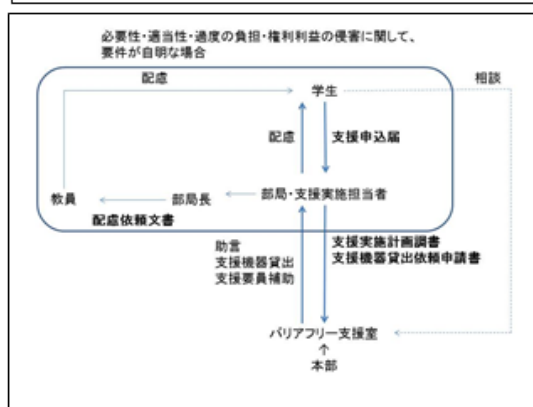 必要性・適当性・過度の負担・権利利益の侵害に関して、
要件が自明な場合
配慮
相談
学生
配慮
支援申込届
教員
部局長
部局・支援実施担当者
配慮依頼文書
助言
支援機器貸出
支援要員補助
支援実施計画調書
支援機器貸出依頼申請書
バリアフリー支援室
↑
本部